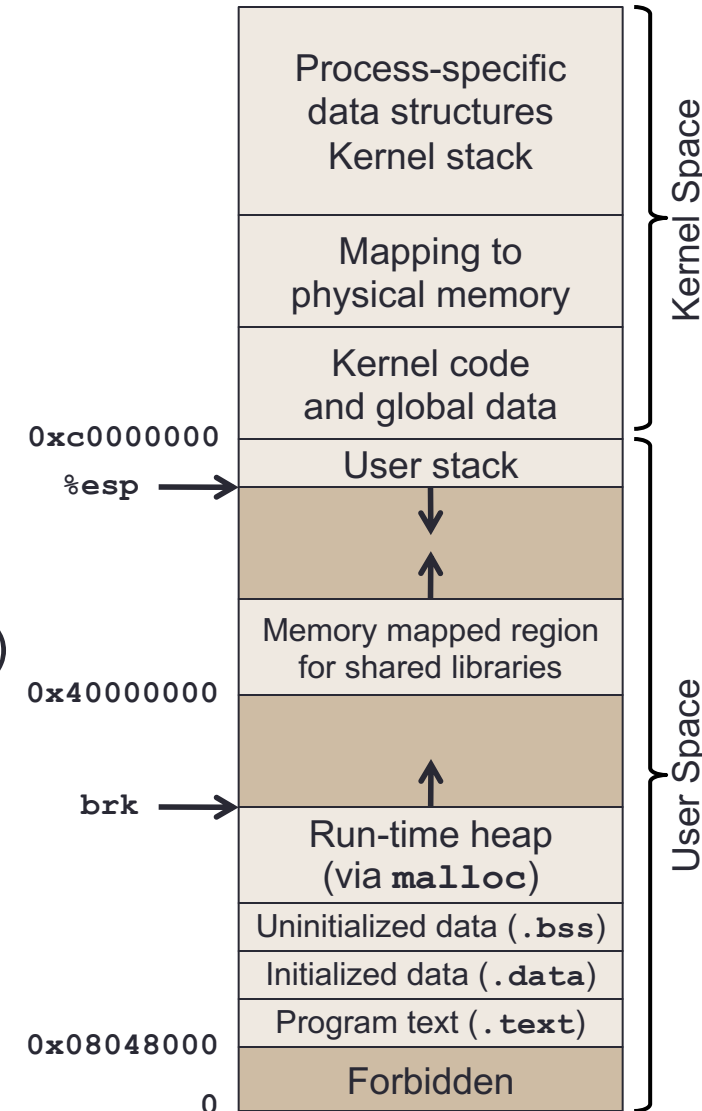 Process-specific
data structures
Kernel stack
Mapping to
physical memory
Kernel code
and global data
Kernel Space
0xc0000000
User stack
%esp
Memory mapped region
for shared libraries
)
0x40000000
brk
Run-time heap
(via malloc)
Uninitialized data (.bss)
Initialized data (.data)
Program text (.text)
User Space
0x08048000
Forbidden
0